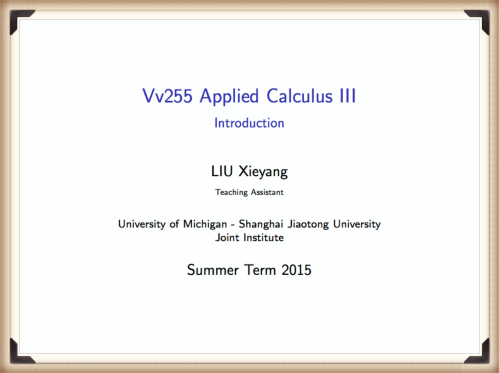 Vv255 Applied Calculus III
Introduction
LIU Xieyang
Teaching Assistant
University of Michigan - Shanghai Jiaotong University
Joint Institute
Summer Term 2015